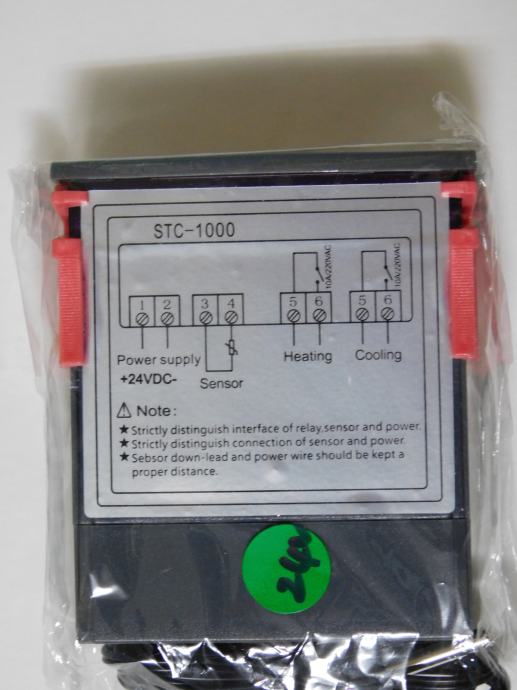 STC-1000
10A/220VAC
10A/220VAC
1 2 3 4 5 6 5 6
Power supply
+24VDC-
Sensor
Heating
Cooling
⚠ Note:
★ Strictly distinguish interface of relay,sensor and power.
★ Strictly distinguish connection of sensor and power.
★ Sebsor down-lead and power wire should be kept a
proper distance.